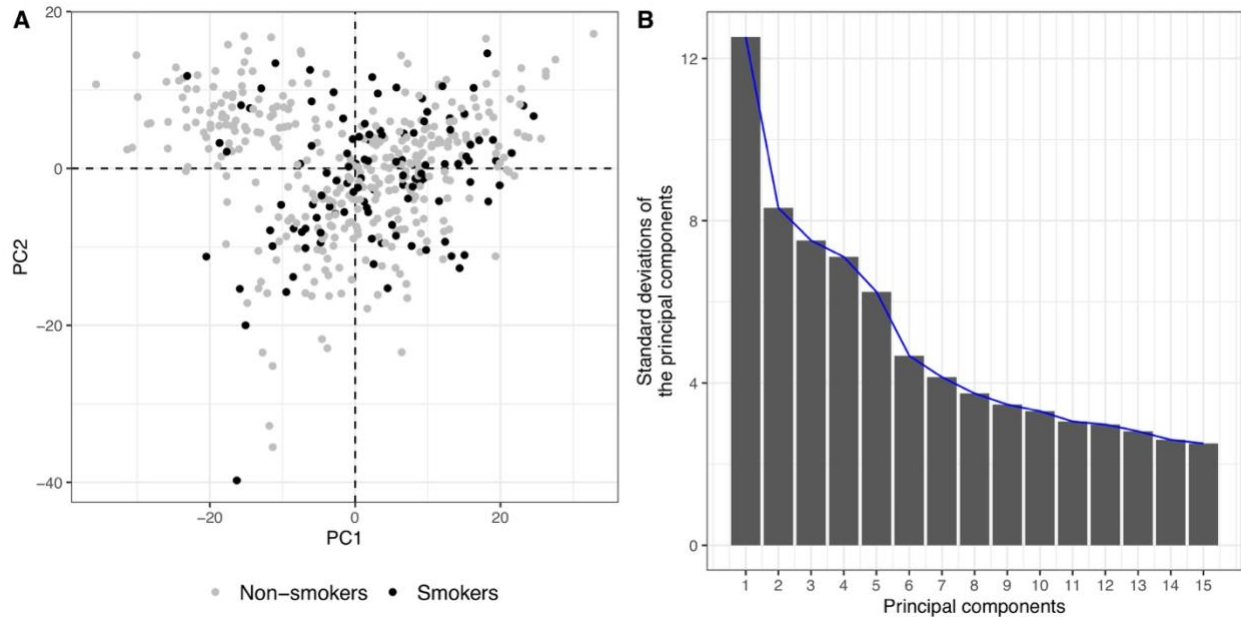 A
20
0
−20
−40
PC2
−20
0
20
PC1
Non−smokers
Smokers
B
12
8
4
0
Standard deviations of
the principal components
1 2 3 4 5 6 7 8 9 10 11 12 13 14 15
Principal components